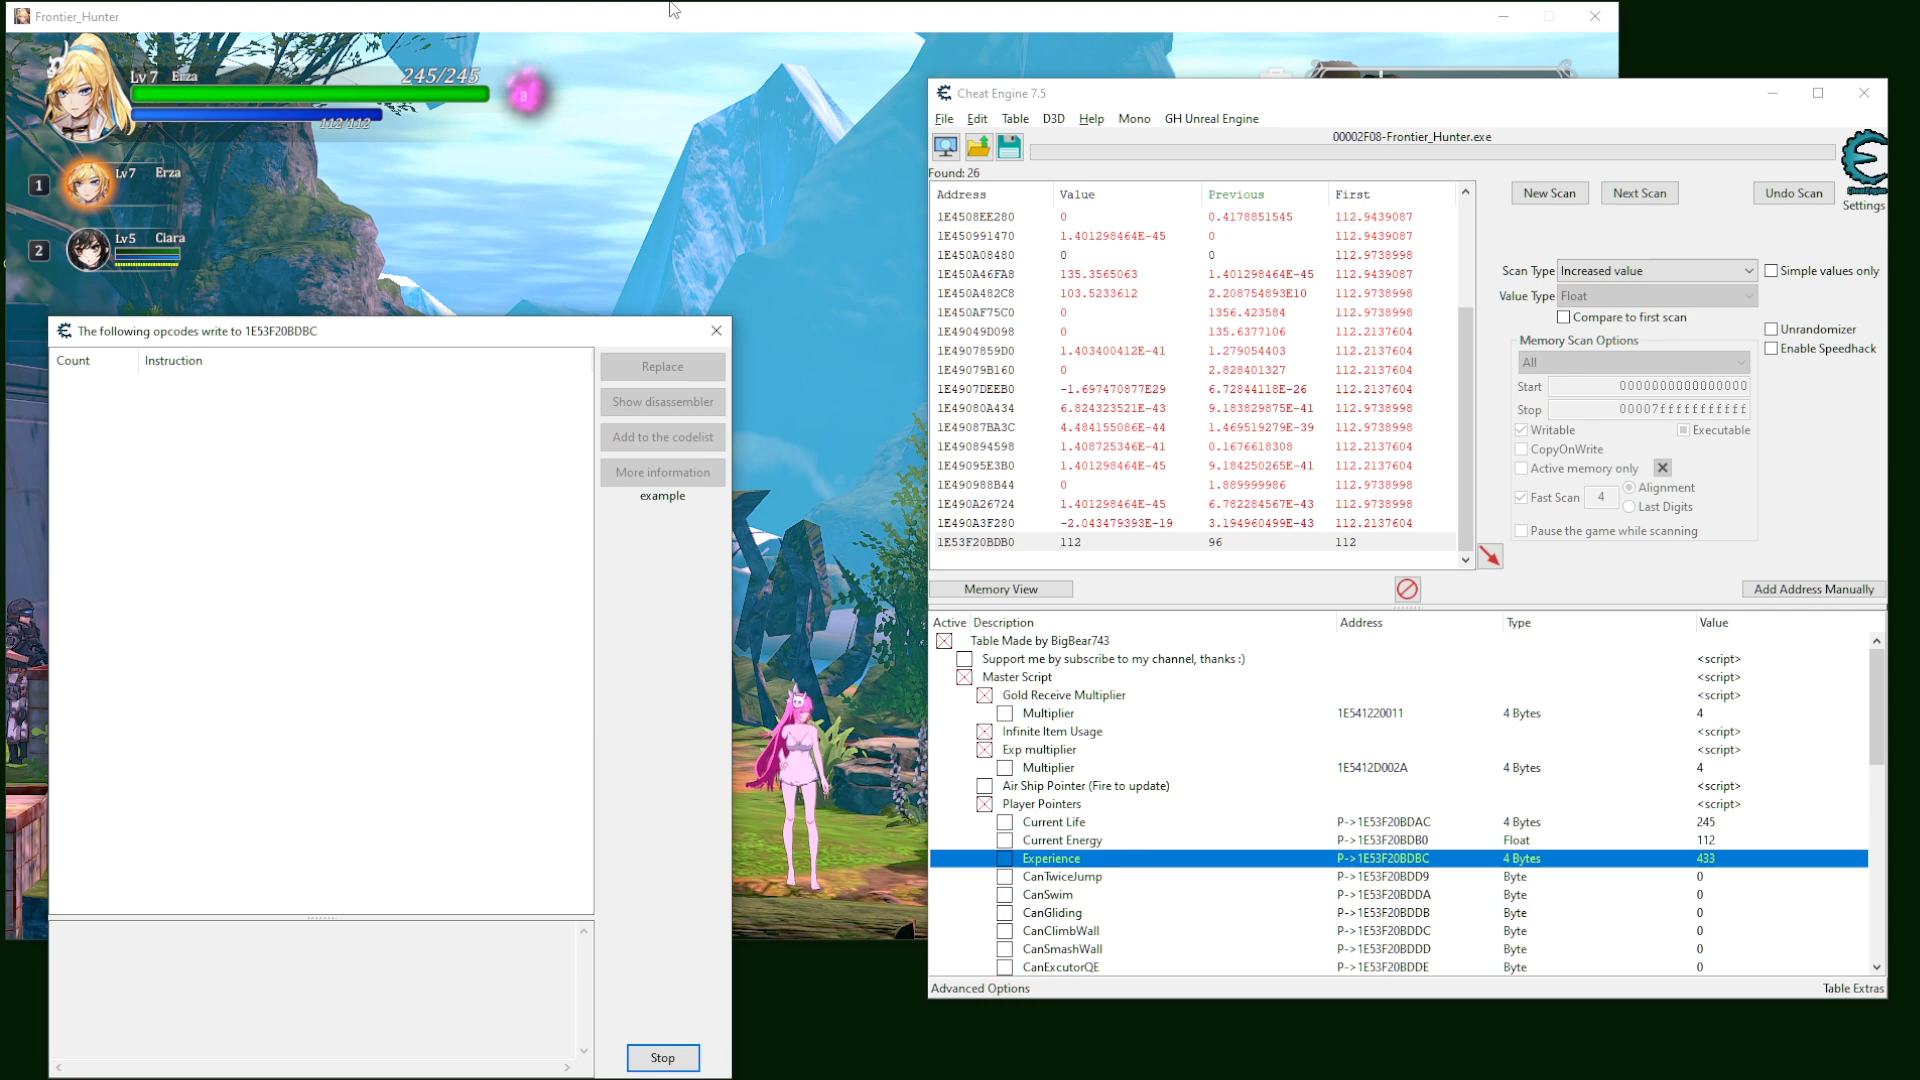 Frontier_Hunter
Lv 7 Erza
245/245
3
112/112
1
Lv 7 Erza
2
Lv 5 Ciara
The following opcodes write to 1E53F20BDBC
Count Instruction
Replace
Show disassembler
Add to the codelist
More information
example
Stop
Cheat Engine 7.5
File Edit Table D3D Help Mono GH Unreal Engine
00002F08-Frontier_Hunter.exe
Found: 26
Cheat Engine
Settings
Address Value Previous First
1E4508EE280 0 0.4178851545 112.9439087
1E450991470 1.401298464E-45 0 112.9439087
1E450A08480 0 0 112.9738998
1E450A46FA8 135.3565063 1.401298464E-45 112.9439087
1E450A482C8 103.5233612 2.208754893E10 112.9738998
1E450AF75C0 0 1356.423584 112.9738998
1E49049D098 0 135.6377106 112.2137604
1E4907859D0 1.403400412E-41 1.279054403 112.2137604
1E49079B160 0 2.828401327 112.2137604
1E4907DEEB0 -1.697470877E29 6.72844118E-26 112.2137604
1E49080A434 6.824323521E-43 9.183829875E-41 112.9738998
1E49087BA3C 4.484155086E-44 1.469519279E-39 112.9738998
1E490894598 1.408725346E-41 0.1676618308 112.2137604
1E49095E3B0 1.401298464E-45 9.184250265E-41 112.2137604
1E490988B44 0 1.889999986 112.2137604
1E490A26724 1.401298464E-45 6.782284567E-43 112.9738998
1E490A3F280 -2.043479393E-19 3.194960499E-43 112.2137604
1E53F20BDB0 112 96 112
New Scan Next Scan Undo Scan
Scan Type Increased value Simple values only
Value Type Float
Compare to first scan
Unrandomizer
Enable Speedhack
Memory Scan Options
All
Start 0000000000000000
Stop 00007fffffffffff
Writable Executable
CopyOnWrite
Active memory only
Fast Scan 4 Alignment
Last Digits
Pause the game while scanning
Memory View Add Address Manually
Active Description Address Type Value
Table Made by BigBear743
Support me by subscribe to my channel, thanks :) <script>
Master Script <script>
Gold Receive Multiplier <script>
Multiplier 1E541220011 4 Bytes 4
Infinite Item Usage <script>
Exp multiplier <script>
Multiplier 1E5412D002A 4 Bytes 4
Air Ship Pointer (Fire to update) <script>
Player Pointers <script>
Current Life P->1E53F20BDAC 4 Bytes 245
Current Energy P->1E53F20BDB0 Float 112
Experience P->1E53F20BDBC 4 Bytes 433
CanTwiceJump P->1E53F20BDD9 Byte 0
CanSwim P->1E53F20BDDA Byte 0
CanGliding P->1E53F20BDDB Byte 0
CanClimbWall P->1E53F20BDDC Byte 0
CanSmashWall P->1E53F20BDDD Byte 0
CanExcutorQE P->1E53F20BDDE Byte 0
Advanced Options Table Extras